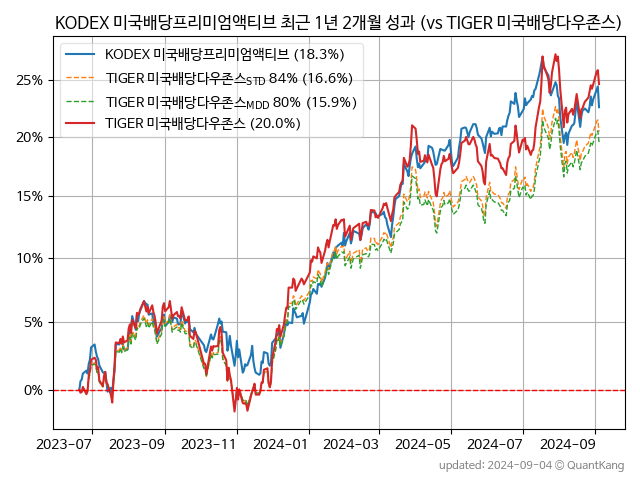 KODEX 미국배당프리미엄액티브 최근 1년 2개월 성과 (vs TIGER 미국배당다우존스)
KODEX 미국배당프리미엄액티브 (18.3%)
TIGER 미국배당다우존스STD 84% (16.6%)
TIGER 미국배당다우존스MDD 80% (15.9%)
TIGER 미국배당다우존스 (20.0%)
25%
20%
15%
10%
5%
0%
2023-07 2023-09 2023-11 2024-01 2024-03 2024-05 2024-07 2024-09
updated: 2024-09-04 © QuantKang